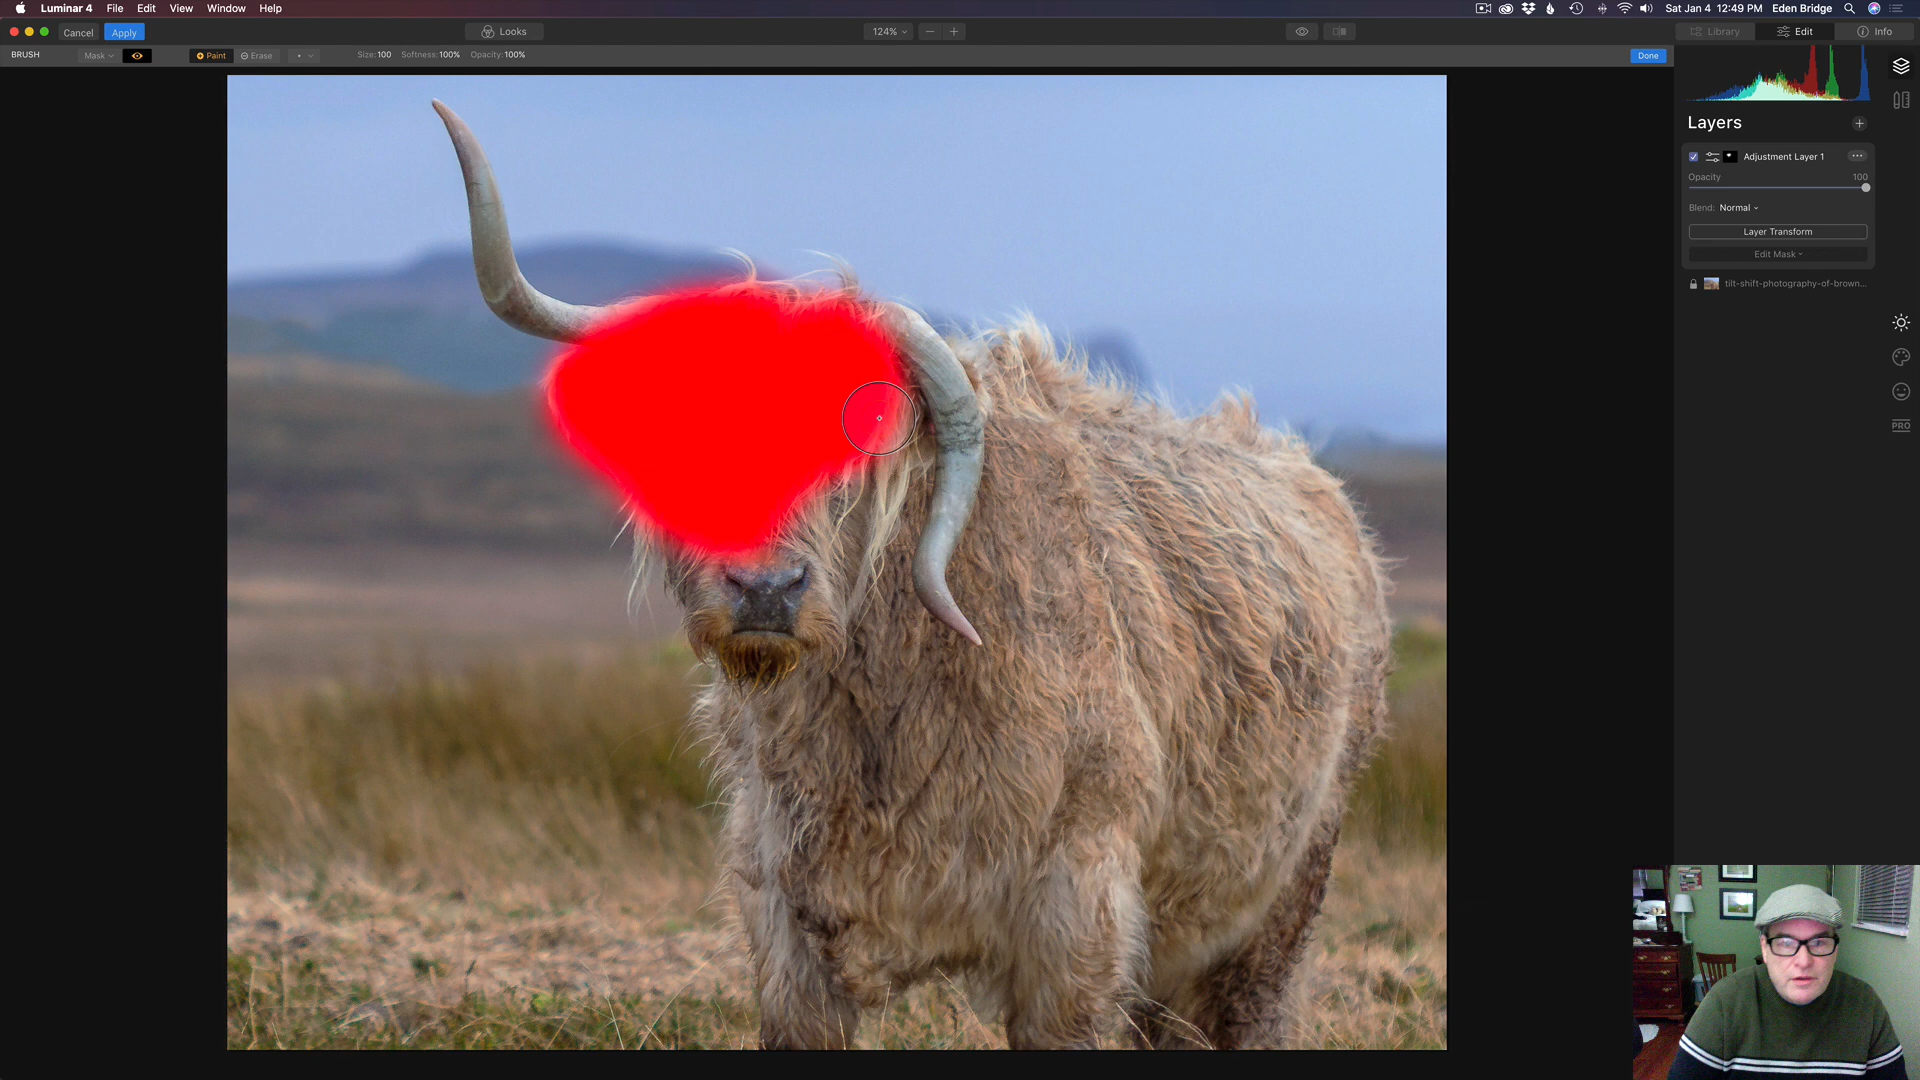 Luminar 4 File Edit View Window Help Sat Jan 4 12:49 PM Eden Bridge
Cancel Apply Looks 124% Library Edit Info
BRUSH Mask Paint Erase Size: 100 Softness: 100% Opacity: 100% Done
Layers
Adjustment Layer 1
Opacity 100
Blend: Normal
Layer Transform
Edit Mask
tilt-shift-photography-of-brown...
PRO